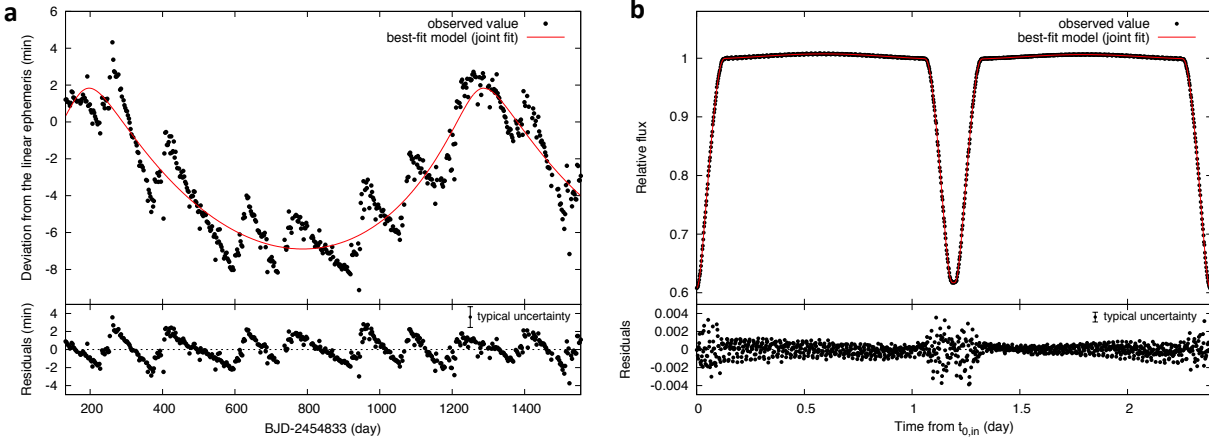 a
observed value
best-fit model (joint fit)
Deviation from the linear ephemeris (min)
6
4
2
0
-2
-4
-6
-8
typical uncertainty
Residuals (min)
4
2
0
-2
-4
200 400 600 800 1000 1200 1400
BJD-2454833 (day)
b
observed value
best-fit model (joint fit)
Relative flux
1
0.9
0.8
0.7
0.6
typical uncertainty
Residuals
0.004
0.002
0
-0.002
-0.004
0 0.5 1 1.5 2
Time from t0,in (day)